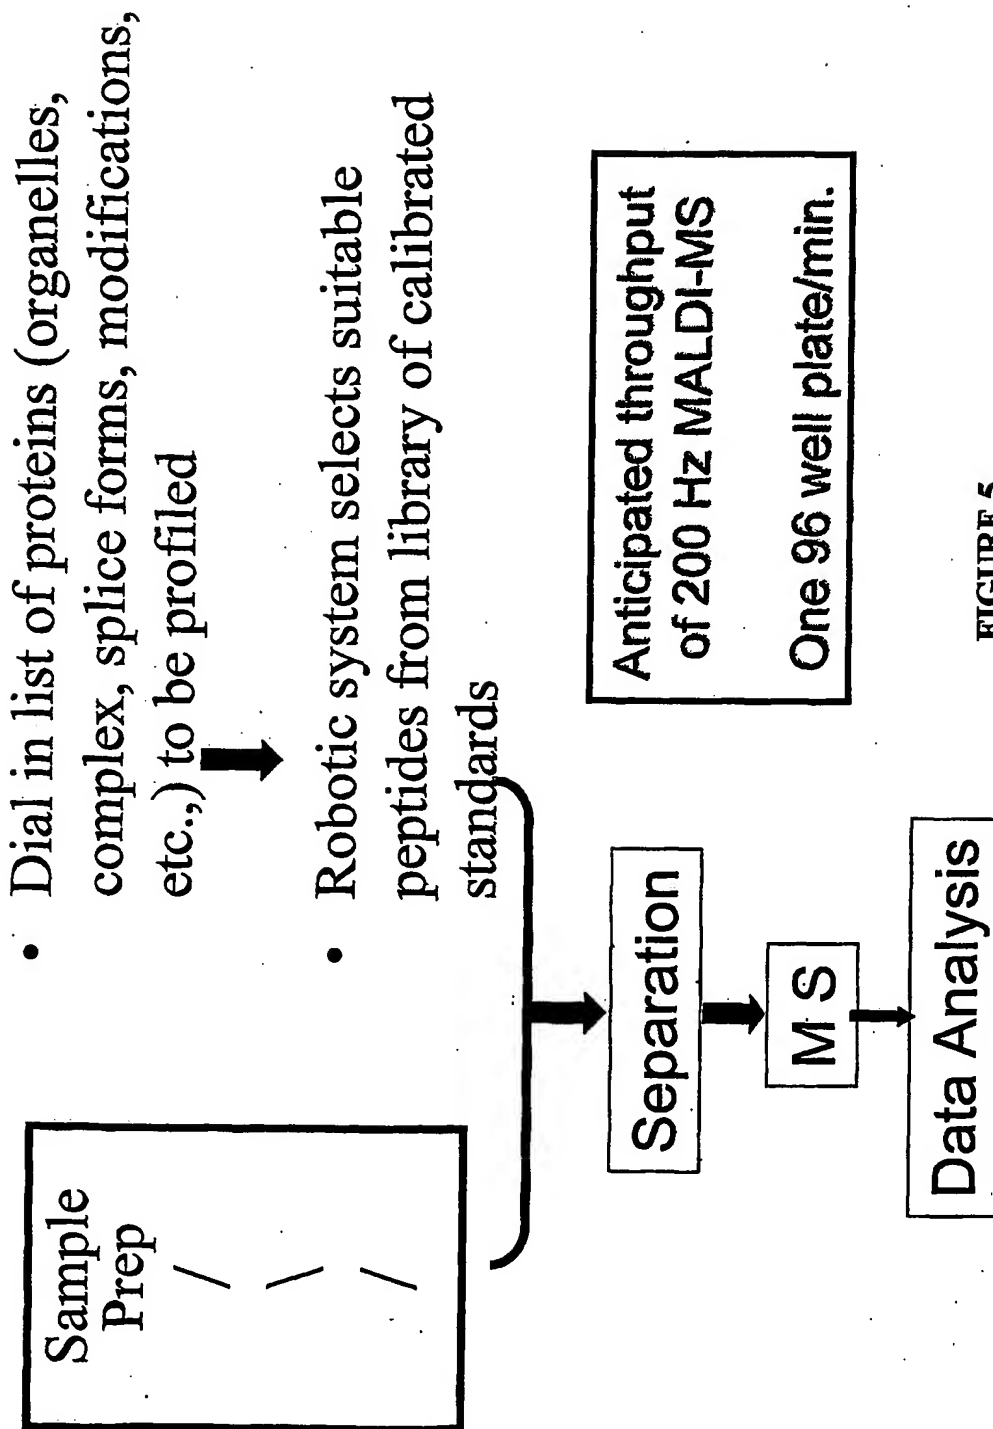 Sample
Prep
• Dial in list of proteins (organelles,
complex, splice forms, modifications,
etc.,) to be profiled
• Robotic system selects suitable
peptides from library of calibrated
standards
Separation
M S
Data Analysis
Anticipated throughput
of 200 Hz MALDI-MS
One 96 well plate/min.
FIGURE 5